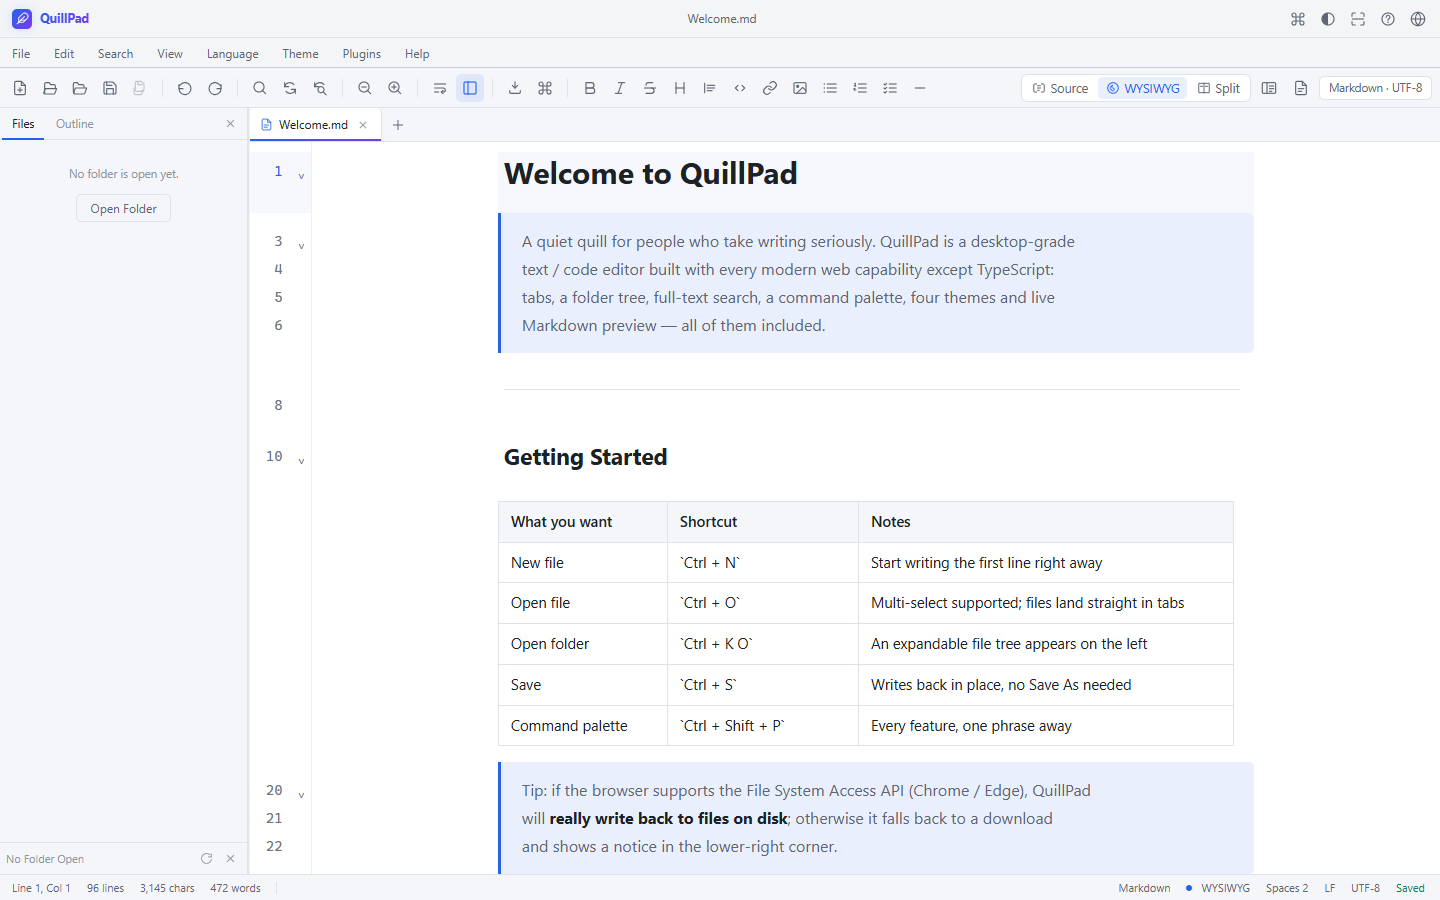 QuillPad
Welcome.md
File Edit Search View Language Theme Plugins Help
Source WYSIWYG Split Markdown · UTF-8
Files Outline
Welcome.md
No folder is open yet.
Open Folder
1 Welcome to QuillPad
3 A quiet quill for people who take writing seriously. QuillPad is a desktop-grade
4 text / code editor built with every modern web capability except TypeScript:
5 tabs, a folder tree, full-text search, a command palette, four themes and live
6 Markdown preview — all of them included.
8
10 Getting Started
What you want Shortcut Notes
New file `Ctrl + N` Start writing the first line right away
Open file `Ctrl + O` Multi-select supported; files land straight in tabs
Open folder `Ctrl + K O` An expandable file tree appears on the left
Save `Ctrl + S` Writes back in place, no Save As needed
Command palette `Ctrl + Shift + P` Every feature, one phrase away
20 Tip: if the browser supports the File System Access API (Chrome / Edge), QuillPad
21 will really write back to files on disk; otherwise it falls back to a download
22 and shows a notice in the lower-right corner.
No Folder Open
Line 1, Col 1 96 lines 3,145 chars 472 words Markdown WYSIWYG Spaces 2 LF UTF-8 Saved